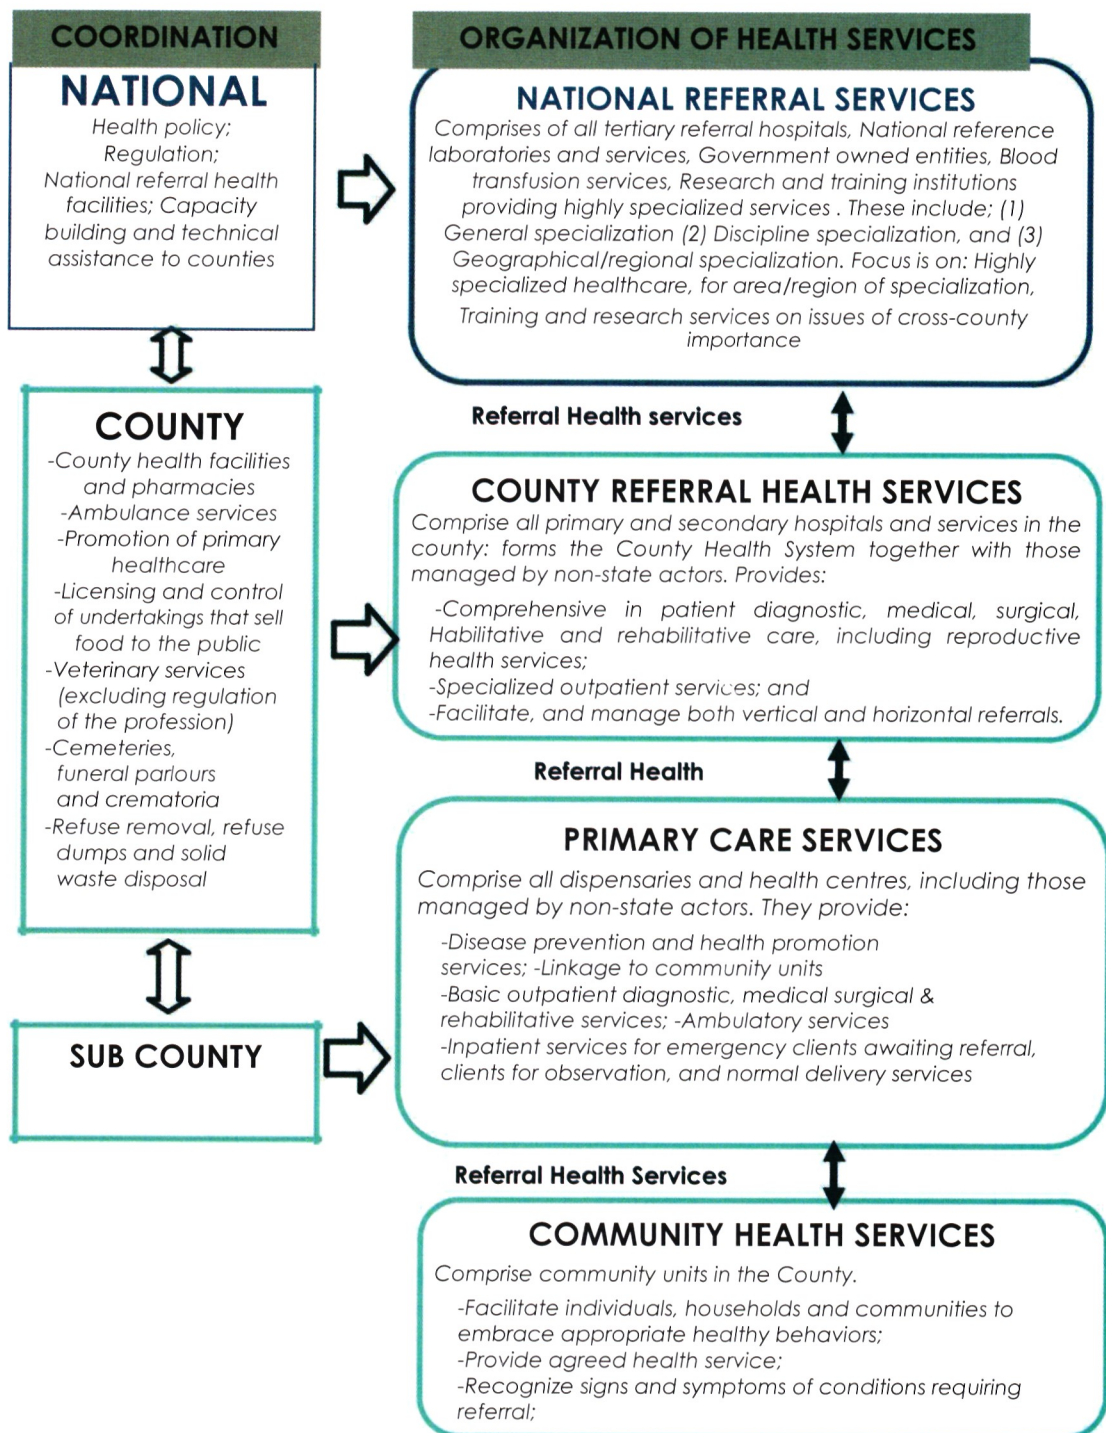 COORDINATION
NATIONAL
Health policy;
Regulation;
National referral health
facilities; Capacity
building and technical
assistance to counties
COUNTY
-County health facilities
and pharmacies
-Ambulance services
-Promotion of primary
healthcare
-Licensing and control
of undertakings that sell
food to the public
-Veterinary services
(excluding regulation
of the profession)
-Cemeteries,
funeral parlours
and crematoria
-Refuse removal, refuse
dumps and solid
waste disposal
SUB COUNTY
ORGANIZATION OF HEALTH SERVICES
NATIONAL REFERRAL SERVICES
Comprises of all tertiary referral hospitals, National reference
laboratories and services, Government owned entities, Blood
transfusion services, Research and training institutions
providing highly specialized services . These include; (1)
General specialization (2) Discipline specialization, and (3)
Geographical/regional specialization. Focus is on: Highly
specialized healthcare, for area/region of specialization,
Training and research services on issues of cross-county
importance
Referral Health services
COUNTY REFERRAL HEALTH SERVICES
Comprise all primary and secondary hospitals and services in the
county: forms the County Health System together with those
managed by non-state actors. Provides:
-Comprehensive in patient diagnostic, medical, surgical,
Habilitative and rehabilitative care, including reproductive
health services;
-Specialized outpatient services; and
-Facilitate, and manage both vertical and horizontal referrals.
Referral Health
PRIMARY CARE SERVICES
Comprise all dispensaries and health centres, including those
managed by non-state actors. They provide:
-Disease prevention and health promotion
services; -Linkage to community units
-Basic outpatient diagnostic, medical surgical &
rehabilitative services; -Ambulatory services
-Inpatient services for emergency clients awaiting referral,
clients for observation, and normal delivery services
Referral Health Services
COMMUNITY HEALTH SERVICES
Comprise community units in the County.
-Facilitate individuals, households and communities to
embrace appropriate healthy behaviors;
-Provide agreed health service;
-Recognize signs and symptoms of conditions requiring
referral;